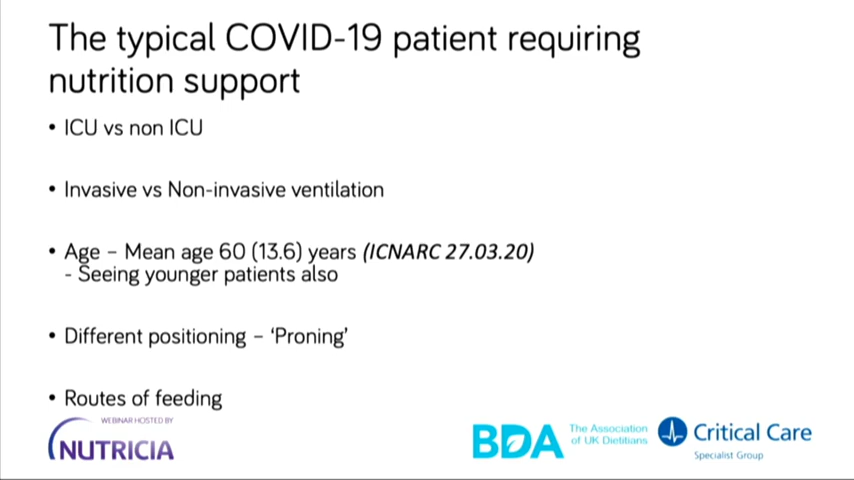 The typical COVID-19 patient requiring
nutrition support
• ICU vs non ICU
• Invasive vs Non-invasive ventilation
• Age – Mean age 60 (13.6) years (ICNARC 27.03.20)
- Seeing younger patients also
• Different positioning – ‘Proning’
• Routes of feeding
WEBINAR HOSTED BY
NUTRICIA
BDA
The Association
of UK Dietitians
Critical Care
Specialist Group